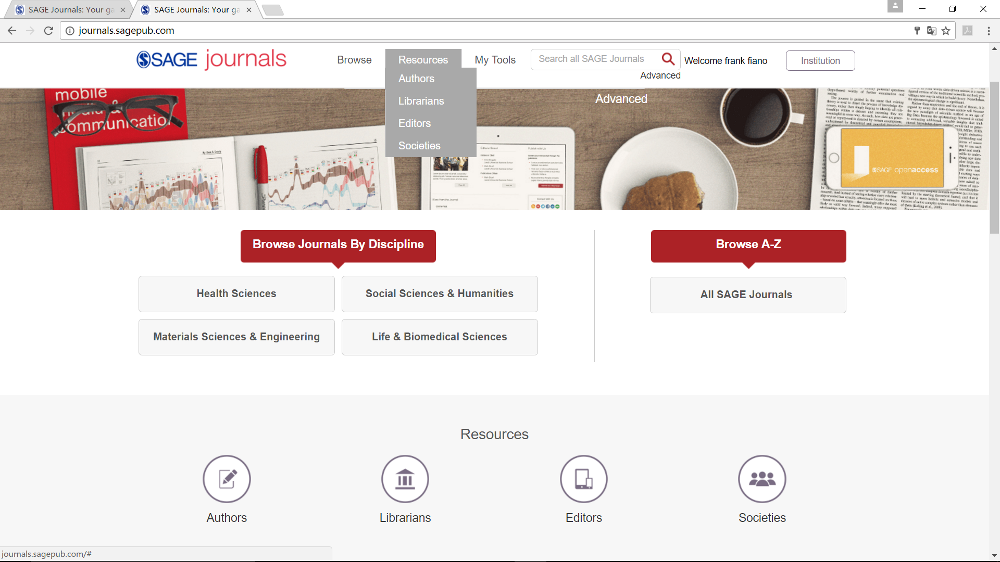 SAGE Journals: Your ga
SAGE Journals: Your ga
journals.sagepub.com
SAGE journals
Browse
Resources
My Tools
Search all SAGE Journals
Welcome frank fiano
Institution
Advanced
Authors
Librarians
Editors
Societies
Advanced
mobile
media &
communication
SAGE openaccess
Browse Journals By Discipline
Browse A-Z
Health Sciences
Social Sciences & Humanities
All SAGE Journals
Materials Sciences & Engineering
Life & Biomedical Sciences
Resources
Authors
Librarians
Editors
Societies
journals.sagepub.com/#